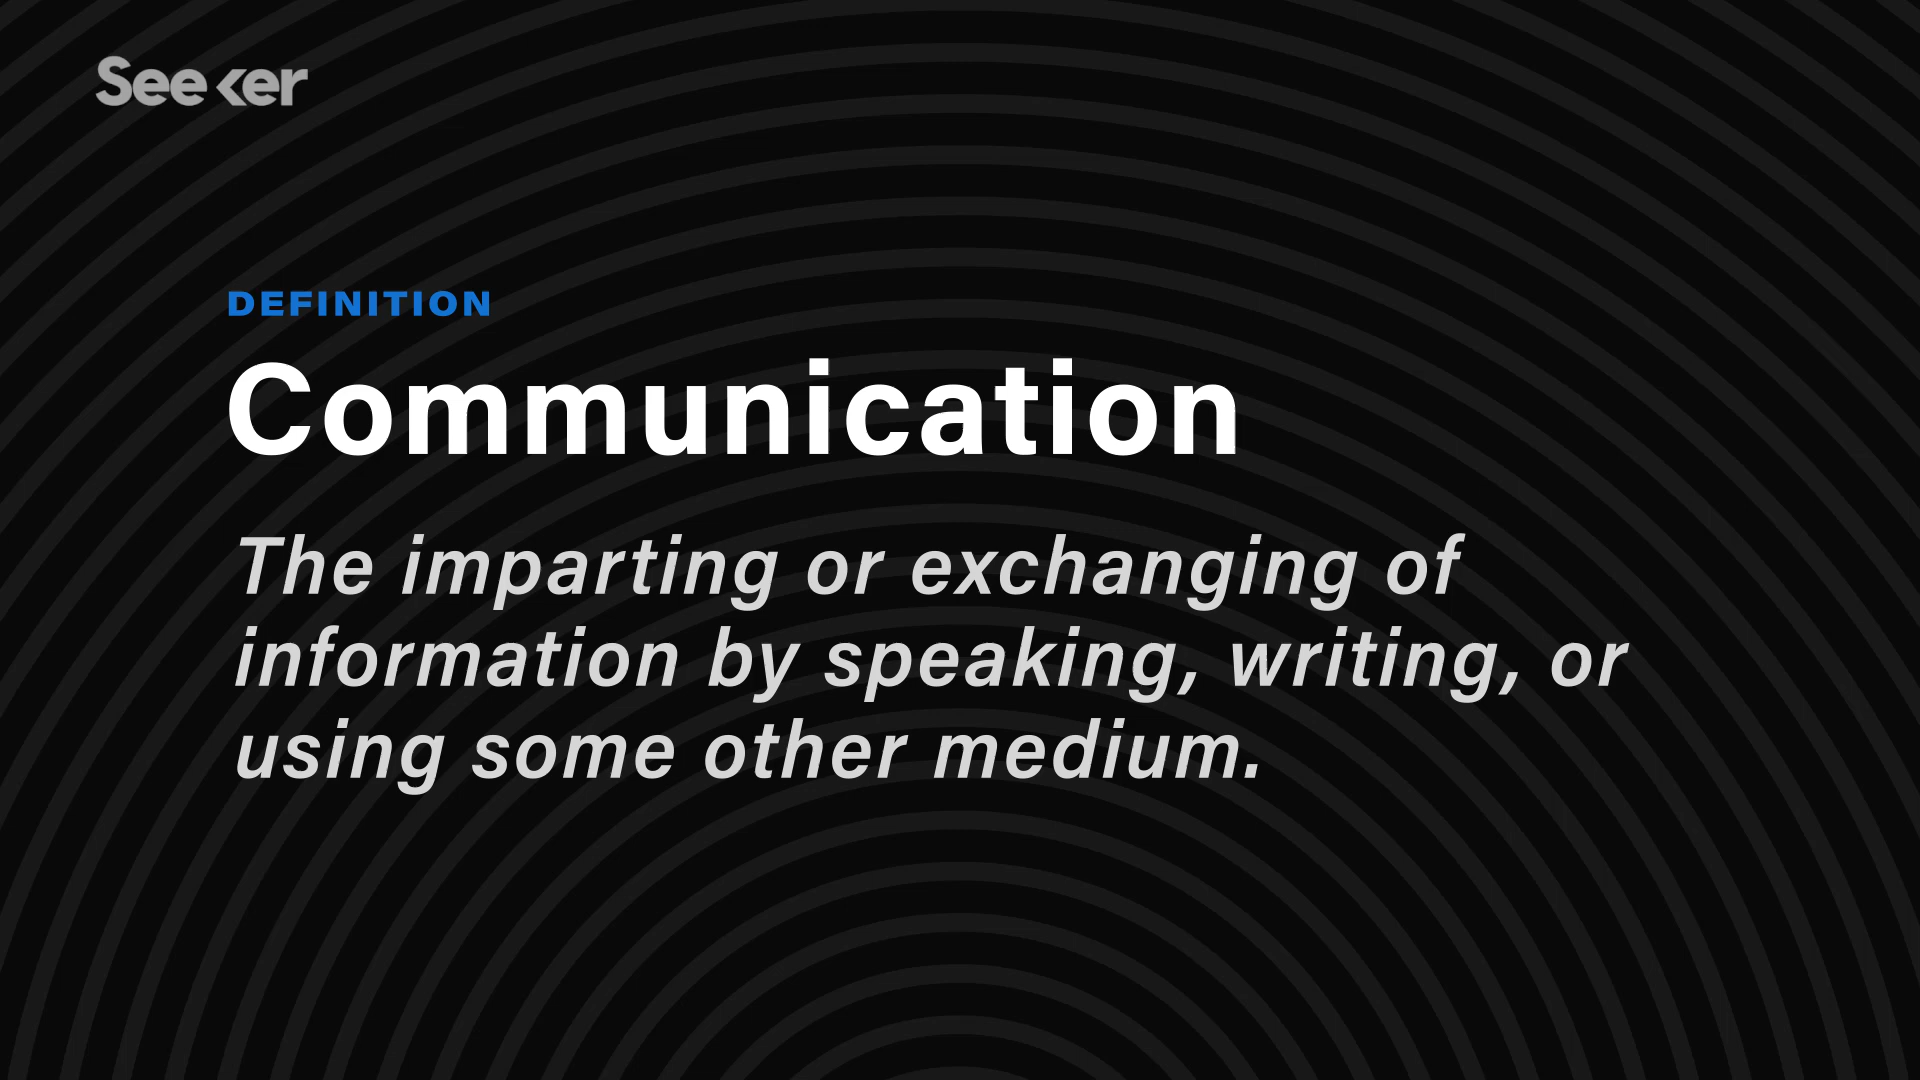 Seeker
DEFINITION
Communication
The imparting or exchanging of
information by speaking, writing, or
using some other medium.